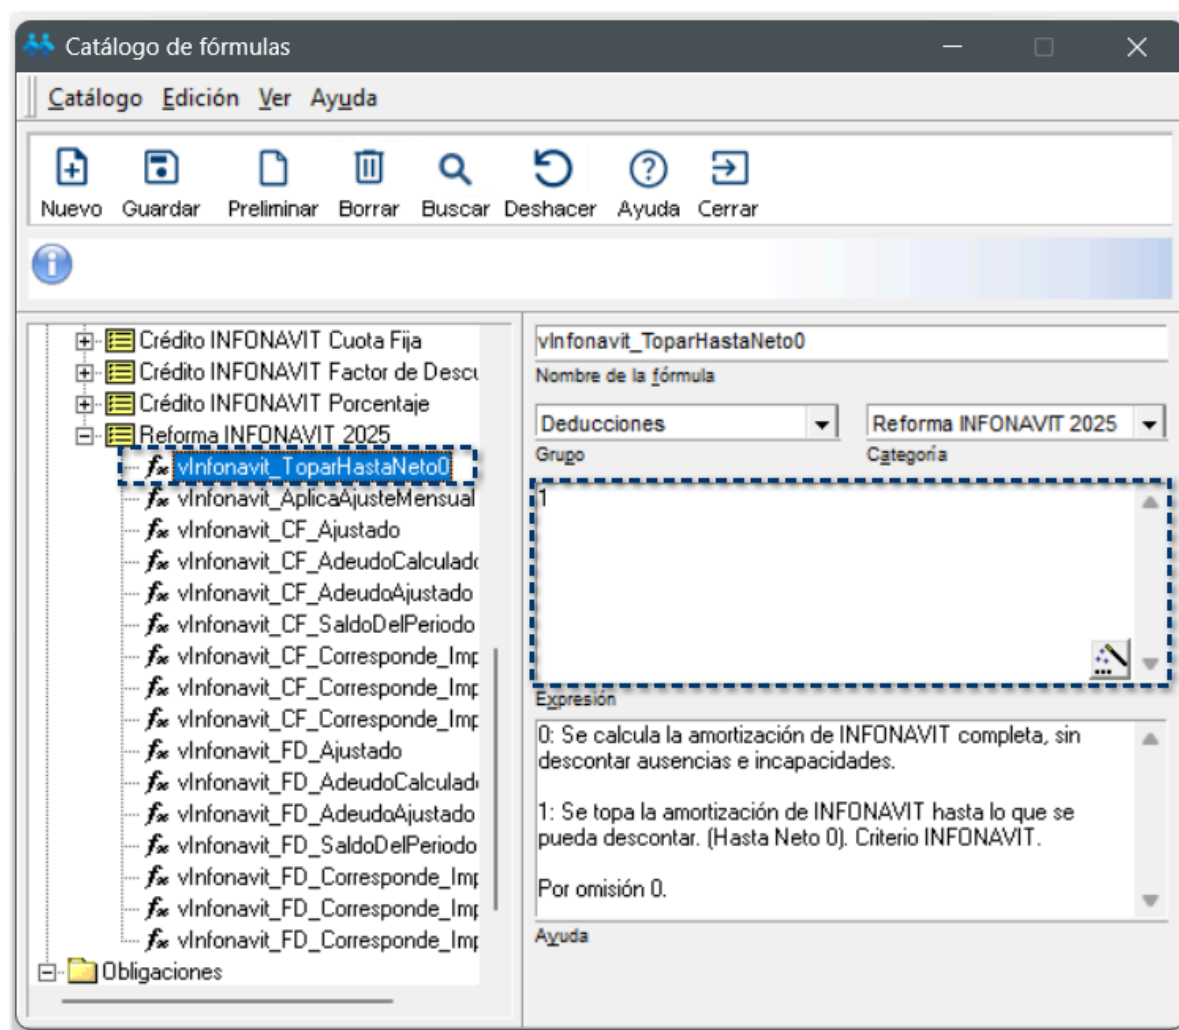 Catálogo de fórmulas
Catálogo Edición Ver Ayuda
Nuevo Guardar Preliminar Borrar Buscar Deshacer Ayuda Cerrar
Crédito INFONAVIT Cuota Fija
Crédito INFONAVIT Factor de Descu
Crédito INFONAVIT Porcentaje
Reforma INFONAVIT 2025
vInfonavit_ToparHastaNeto0
vInfonavit_AplicaAjusteMensual
vInfonavit_CF_Ajustado
vInfonavit_CF_AdeudoCalculado
vInfonavit_CF_AdeudoAjustado
vInfonavit_CF_SaldoDelPeriodo
vInfonavit_CF_Corresponde_Imp
vInfonavit_CF_Corresponde_Imp
vInfonavit_CF_Corresponde_Imp
vInfonavit_FD_Ajustado
vInfonavit_FD_AdeudoCalculad
vInfonavit_FD_AdeudoAjustado
vInfonavit_FD_SaldoDelPeriodo
vInfonavit_FD_Corresponde_Imp
vInfonavit_FD_Corresponde_Imp
vInfonavit_FD_Corresponde_Imp
Obligaciones
vInfonavit_ToparHastaNeto0
Nombre de la fórmula
Deducciones
Reforma INFONAVIT 2025
Grupo
Categoría
1
Expresión
0: Se calcula la amortización de INFONAVIT completa, sin
descontar ausencias e incapacidades.
1: Se topa la amortización de INFONAVIT hasta lo que se
pueda descontar. (Hasta Neto 0). Criterio INFONAVIT.
Por omisión 0.
Ayuda